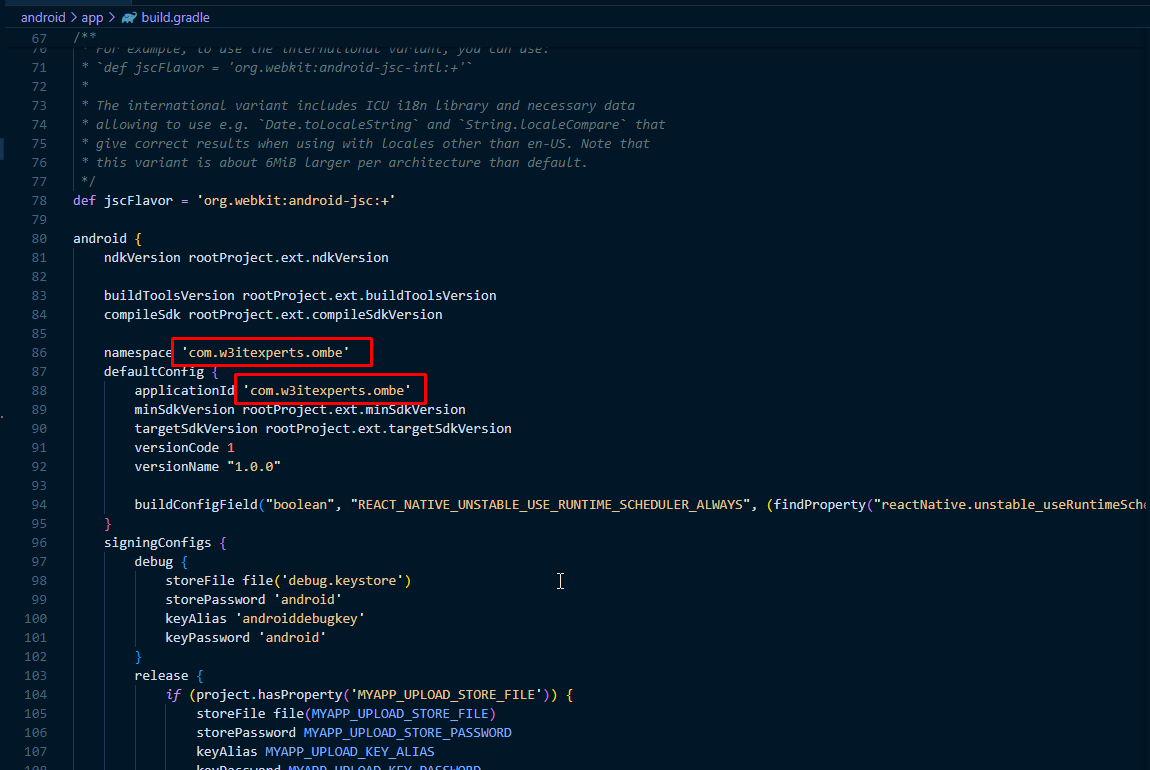 android > app > build.gradle
67 /**
70 * For example, to use the international variant, you can use:
71 * `def jscFlavor = 'org.webkit:android-jsc-intl:+'`
72 *
73 * The international variant includes ICU i18n library and necessary data
74 * allowing to use e.g. `Date.toLocaleString` and `String.localeCompare` that
75 * give correct results when using with locales other than en-US. Note that
76 * this variant is about 6MiB larger per architecture than default.
77 */
78 def jscFlavor = 'org.webkit:android-jsc:+'
79
80 android {
81 ndkVersion rootProject.ext.ndkVersion
82
83 buildToolsVersion rootProject.ext.buildToolsVersion
84 compileSdk rootProject.ext.compileSdkVersion
85
86 namespace 'com.w3itexperts.ombe'
87 defaultConfig {
88 applicationId 'com.w3itexperts.ombe'
89 minSdkVersion rootProject.ext.minSdkVersion
90 targetSdkVersion rootProject.ext.targetSdkVersion
91 versionCode 1
92 versionName "1.0.0"
93
94 buildConfigField("boolean", "REACT_NATIVE_UNSTABLE_USE_RUNTIME_SCHEDULER_ALWAYS", (findProperty("reactNative.unstable_useRuntimeSche
95 }
96 signingConfigs {
97 debug {
98 storeFile file('debug.keystore')
99 storePassword 'android'
100 keyAlias 'androiddebugkey'
101 keyPassword 'android'
102 }
103 release {
104 if (project.hasProperty('MYAPP_UPLOAD_STORE_FILE')) {
105 storeFile file(MYAPP_UPLOAD_STORE_FILE)
106 storePassword MYAPP_UPLOAD_STORE_PASSWORD
107 keyAlias MYAPP_UPLOAD_KEY_ALIAS
108 keyPassword MYAPP_UPLOAD_KEY_PASSWORD